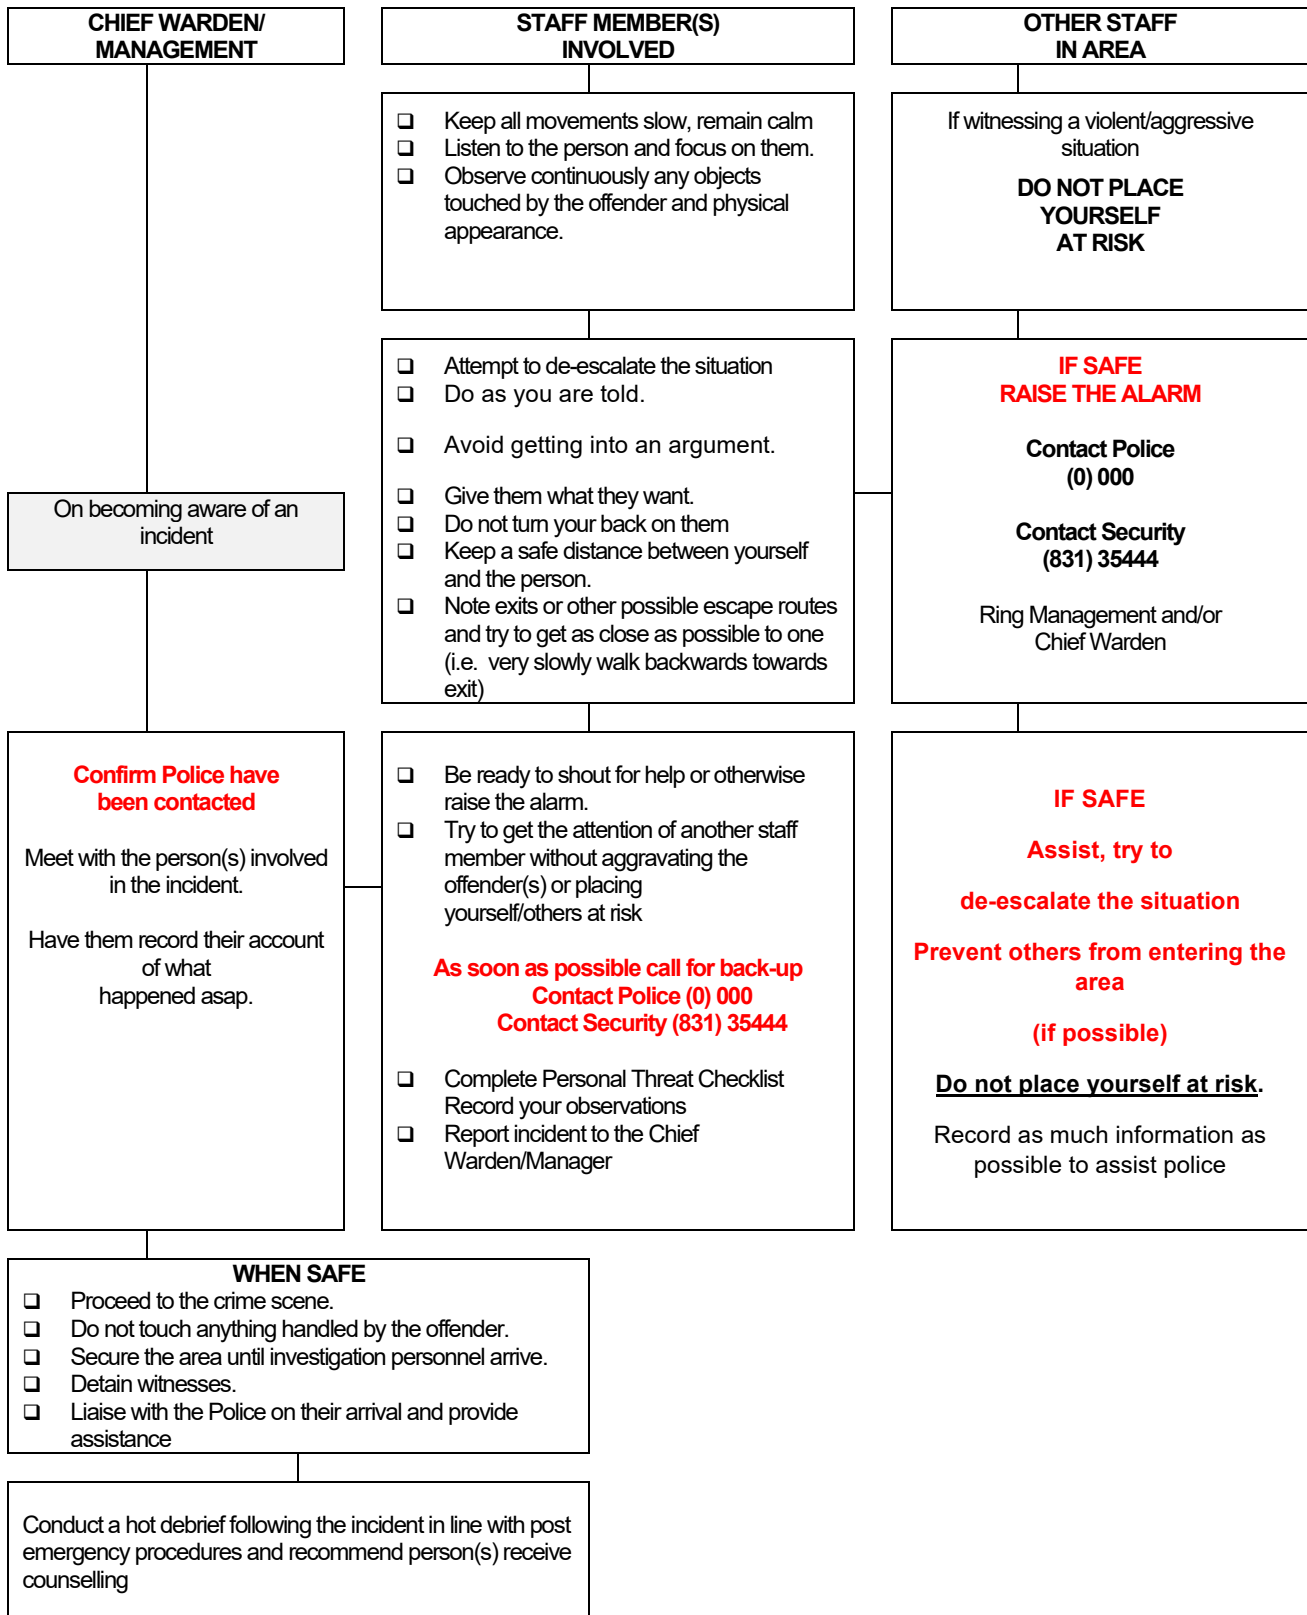 CHIEF WARDEN/
MANAGEMENT
STAFF MEMBER(S)
INVOLVED
OTHER STAFF
IN AREA
❑ Keep all movements slow, remain calm
❑ Listen to the person and focus on them.
❑ Observe continuously any objects
touched by the offender and physical
appearance.
If witnessing a violent/aggressive
situation
DO NOT PLACE
YOURSELF
AT RISK
On becoming aware of an
incident
❑ Attempt to de-escalate the situation
❑ Do as you are told.
❑ Avoid getting into an argument.
❑ Give them what they want.
❑ Do not turn your back on them
❑ Keep a safe distance between yourself
and the person.
❑ Note exits or other possible escape routes
and try to get as close as possible to one
(i.e. very slowly walk backwards towards
exit)
IF SAFE
RAISE THE ALARM
Contact Police
(0) 000
Contact Security
(831) 35444
Ring Management and/or
Chief Warden
Confirm Police have
been contacted
Meet with the person(s) involved
in the incident.
Have them record their account
of what
happened asap.
❑ Be ready to shout for help or otherwise
raise the alarm.
❑ Try to get the attention of another staff
member without aggravating the
offender(s) or placing
yourself/others at risk
As soon as possible call for back-up
Contact Police (0) 000
Contact Security (831) 35444
❑ Complete Personal Threat Checklist
Record your observations
❑ Report incident to the Chief
Warden/Manager
IF SAFE
Assist, try to
de-escalate the situation
Prevent others from entering the
area
(if possible)
Do not place yourself at risk.
Record as much information as
possible to assist police
WHEN SAFE
❑ Proceed to the crime scene.
❑ Do not touch anything handled by the offender.
❑ Secure the area until investigation personnel arrive.
❑ Detain witnesses.
❑ Liaise with the Police on their arrival and provide
assistance
Conduct a hot debrief following the incident in line with post
emergency procedures and recommend person(s) receive
counselling